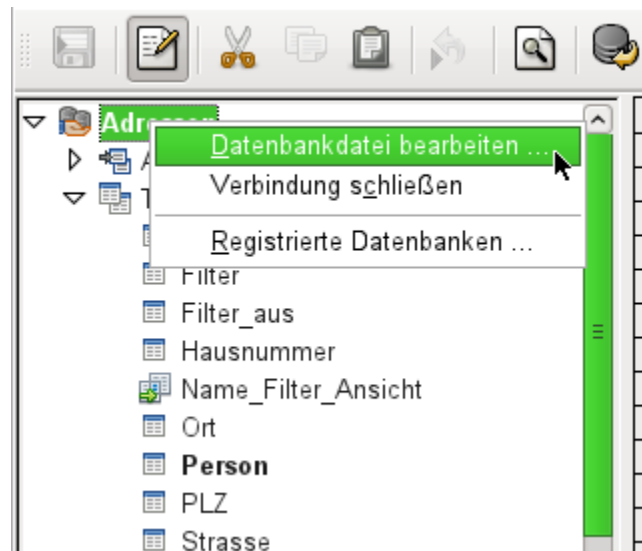 Adressen
Datenbankdatei bearbeiten ...
Verbindung schließen
Registrierte Datenbanken ...
Filter
Filter_aus
Hausnummer
Name_Filter_Ansicht
Ort
Person
PLZ
Strasse